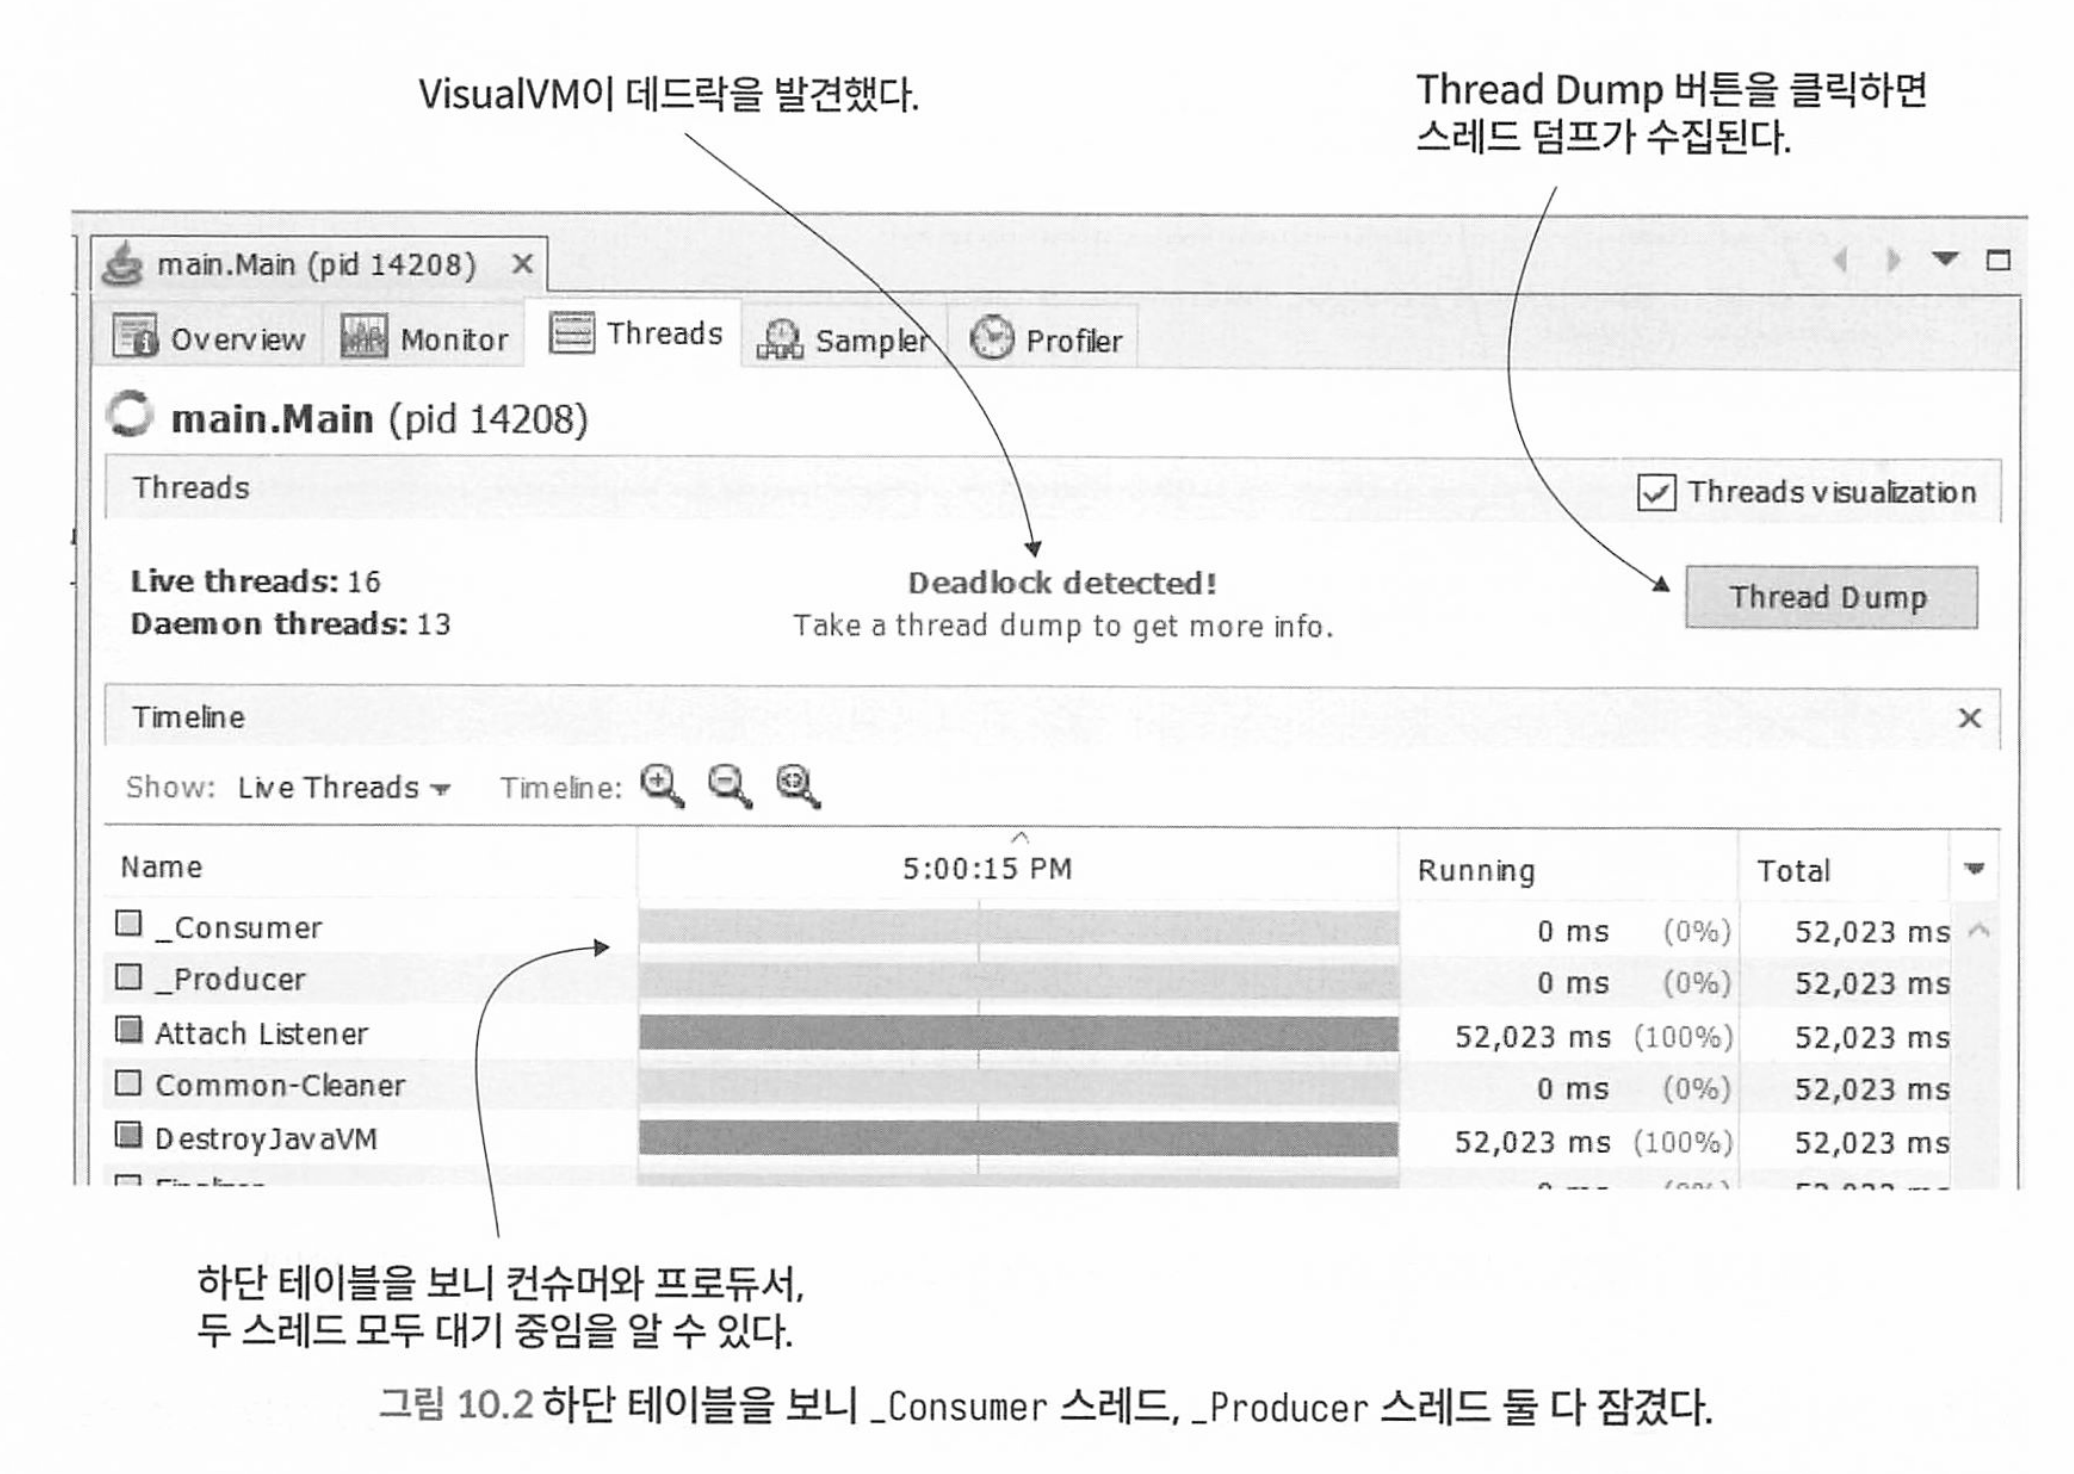 VisualVM이 데드락을 발견했다.
Thread Dump 버튼을 클릭하면
스레드 덤프가 수집된다.
main.Main (pid 14208)
Overview Monitor Threads Sampler Profiler
main.Main (pid 14208)
Threads
Threads visualization
Live threads: 16
Daemon threads: 13
Deadlock detected!
Take a thread dump to get more info.
Thread Dump
Timeline
Show: Live Threads Timeline:
Name 5:00:15 PM Running Total
_Consumer 0 ms (0%) 52,023 ms
_Producer 0 ms (0%) 52,023 ms
Attach Listener 52,023 ms (100%) 52,023 ms
Common-Cleaner 0 ms (0%) 52,023 ms
DestroyJavaVM 52,023 ms (100%) 52,023 ms
하단 테이블을 보니 컨슈머와 프로듀서,
두 스레드 모두 대기 중임을 알 수 있다.
그림 10.2 하단 테이블을 보니 _Consumer 스레드, _Producer 스레드 둘 다 잠겼다.